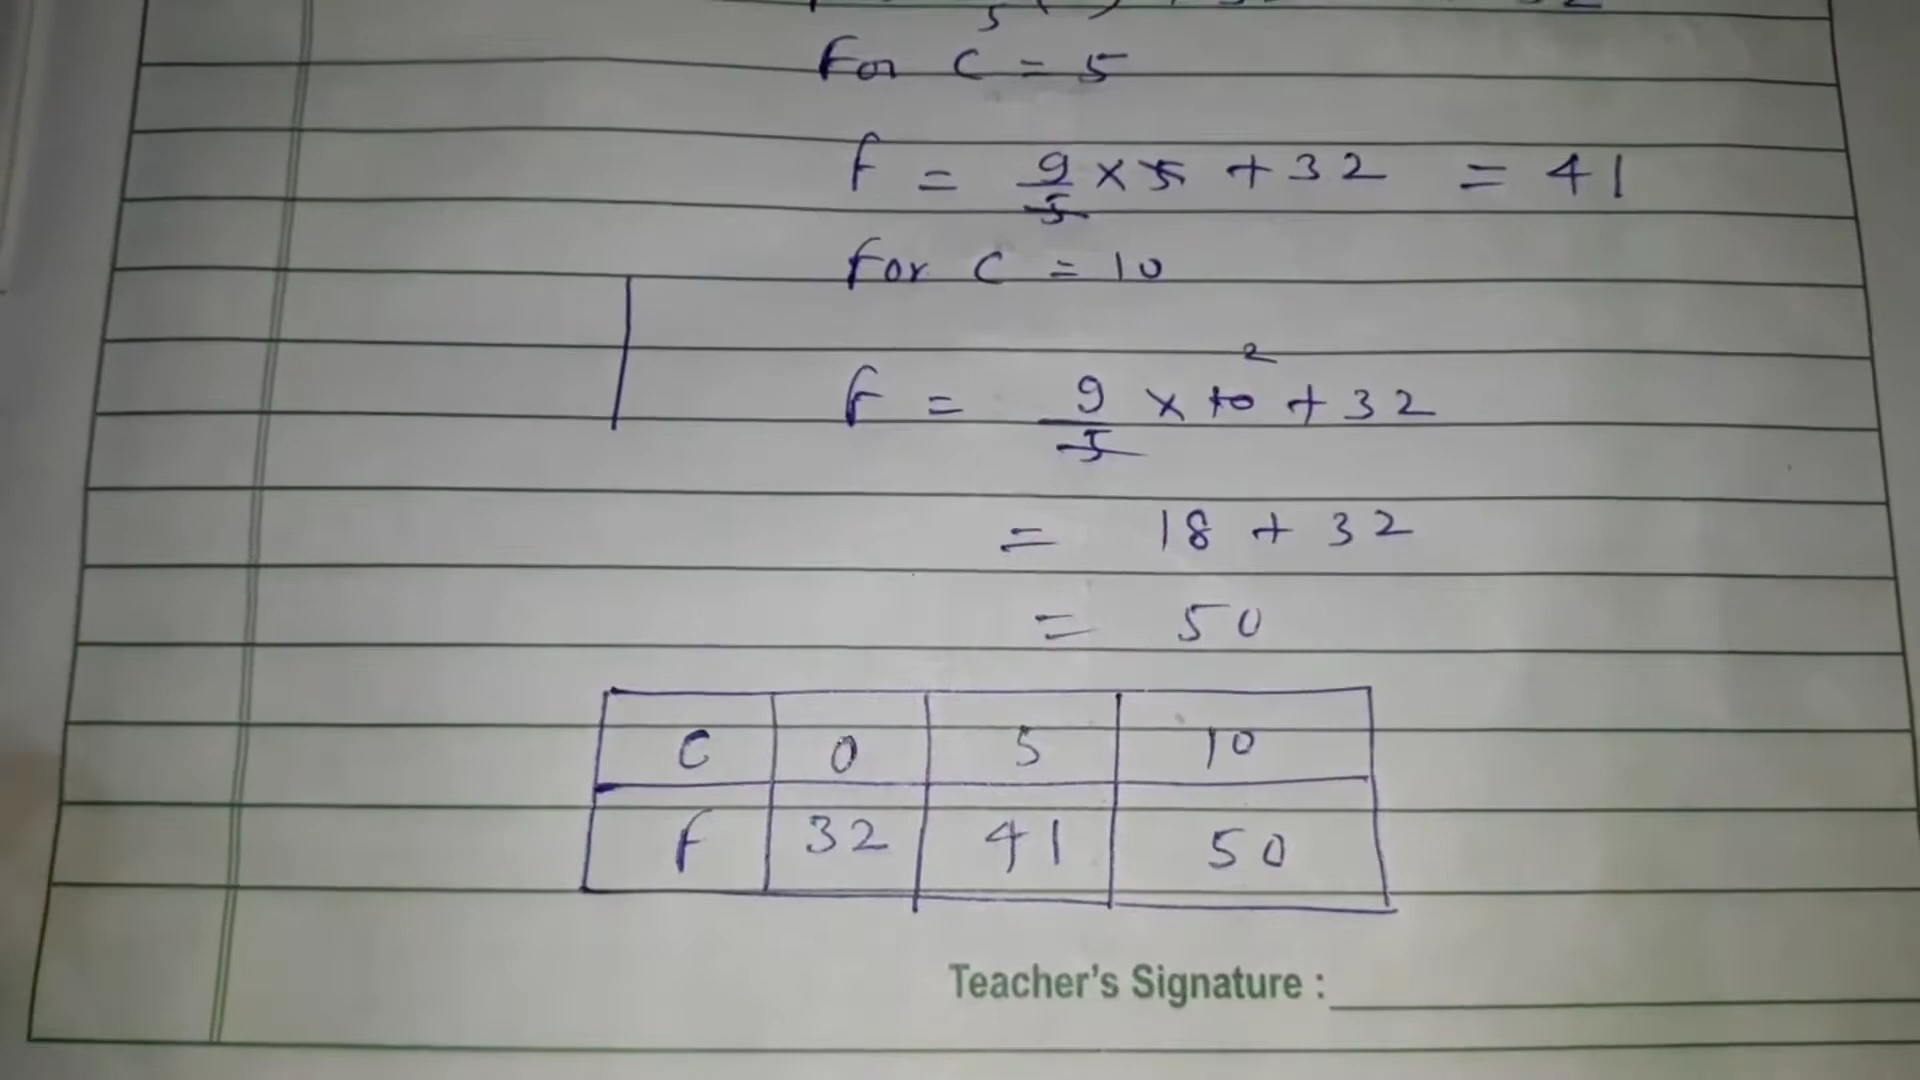 For C = 5
F = 9/5 × 5 + 32 = 41
For C = 10
2
F = 9/5 × 10 + 32
= 18 + 32
= 50
C 0 5 10
F 32 41 50
Teacher's Signature :